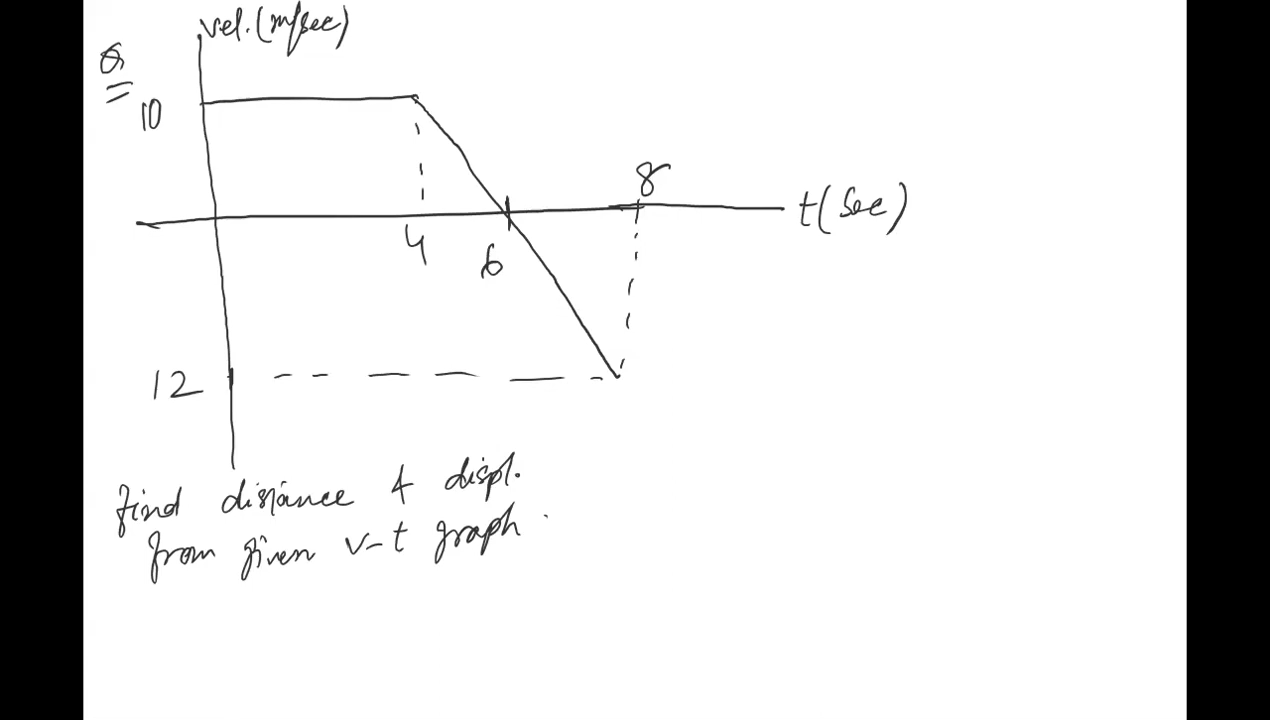 vel.(m/sec)
Q
10
8
t(sec)
4
6
12
find distance & displ.
from given v-t graph.